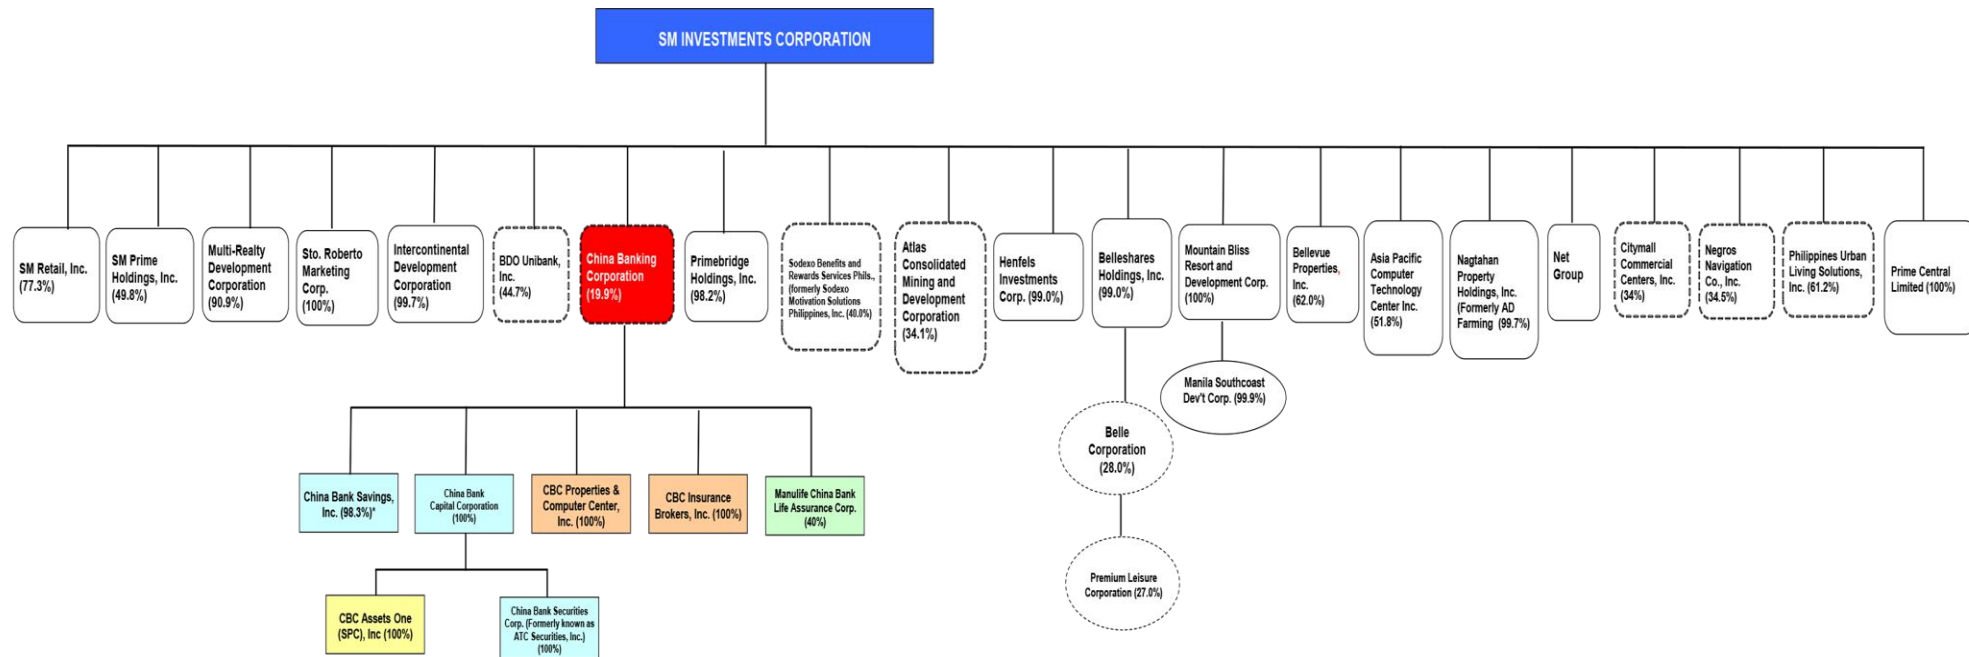 SM INVESTMENTS CORPORATION
SM Retail, Inc.
(77.3%)
SM Prime
Holdings, Inc.
(49.8%)
Multi-Realty
Development
Corporation
(90.9%)
Sto. Roberto
Marketing
Corp.
(100%)
Intercontinental
Development
Corporation
(99.7%)
BDO Unibank,
Inc.
(44.7%)
China Banking
Corporation
(19.9%)
Primebridge
Holdings, Inc.
(98.2%)
Sodexo Benefits and
Rewards Services Phils.,
(formerly Sodexo
Motivation Solutions
Philippines, Inc. (40.0%)
Atlas
Consolidated
Mining and
Development
Corporation
(34.1%)
Henfels
Investments
Corp. (99.0%)
Belleshares
Holdings, Inc.
(99.0%)
Mountain Bliss
Resort and
Development Corp.
(100%)
Bellevue
Properties,
Inc.
(62.0%)
Asia Pacific
Computer
Technology
Center Inc.
(51.8%)
Nagtahan
Property
Holdings, Inc.
(Formerly AD
Farming (99.7%)
Net
Group
Citymall
Commercial
Centers, Inc.
(34%)
Negros
Navigation
Co., Inc.
(34.5%)
Philippines Urban
Living Solutions,
Inc. (61.2%)
Prime Central
Limited (100%)
Manila Southcoast
Dev't Corp. (99.9%)
Belle
Corporation
(28.0%)
Premium Leisure
Corporation (27.0%)
China Bank Savings,
Inc. (98.3%)*
China Bank
Capital Corporation
(100%)
CBC Properties &
Computer Center,
Inc. (100%)
CBC Insurance
Brokers, Inc. (100%)
Manulife China Bank
Life Assurance Corp.
(40%)
CBC Assets One
(SPC), Inc (100%)
China Bank Securities
Corp. (Formerly known as
ATC Securities, Inc.)
(100%)